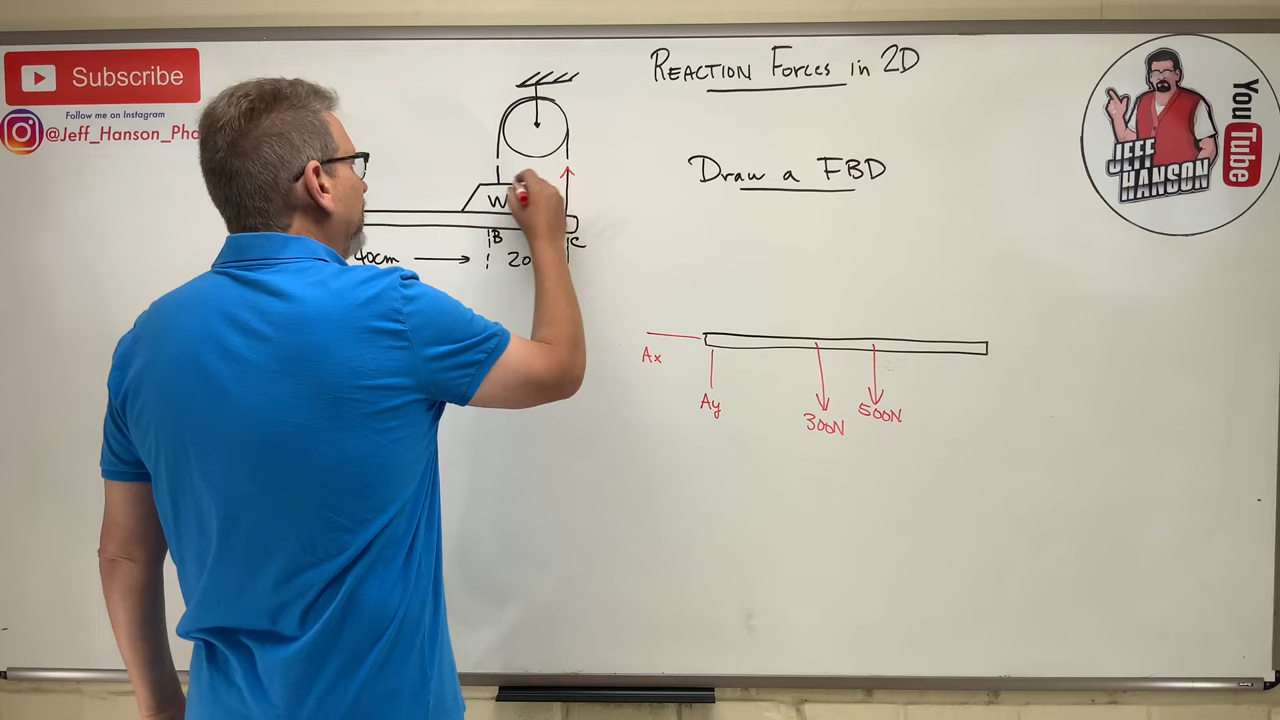 Subscribe
Follow me on Instagram
@Jeff_Hanson_Pho
REACTION Forces in 2D
Draw a FBD
W
B
C
40cm
20
Ax
Ay
300N
500N
JEFF
HANSON
YouTube